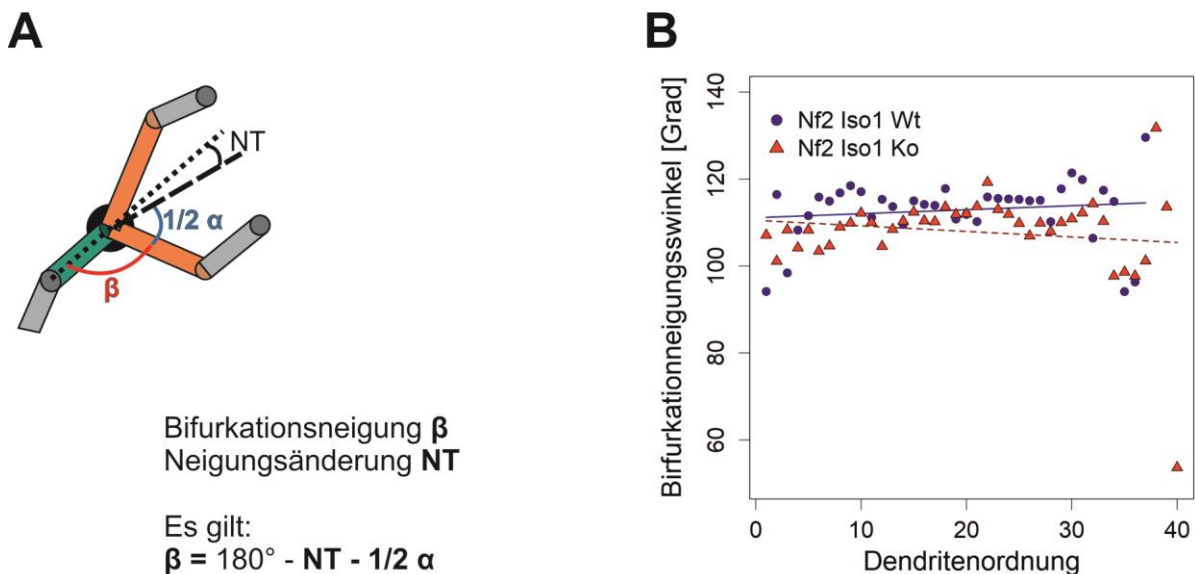 A
NT
1/2 α
β
Bifurkationsneigung β
Neigungsänderung NT
Es gilt:
β = 180° - NT - 1/2 α
B
Birfurkationneigungsswinkel [Grad]
140
120
100
80
60
Nf2 Iso1 Wt
Nf2 Iso1 Ko
0
10
20
30
40
Dendritenordnung